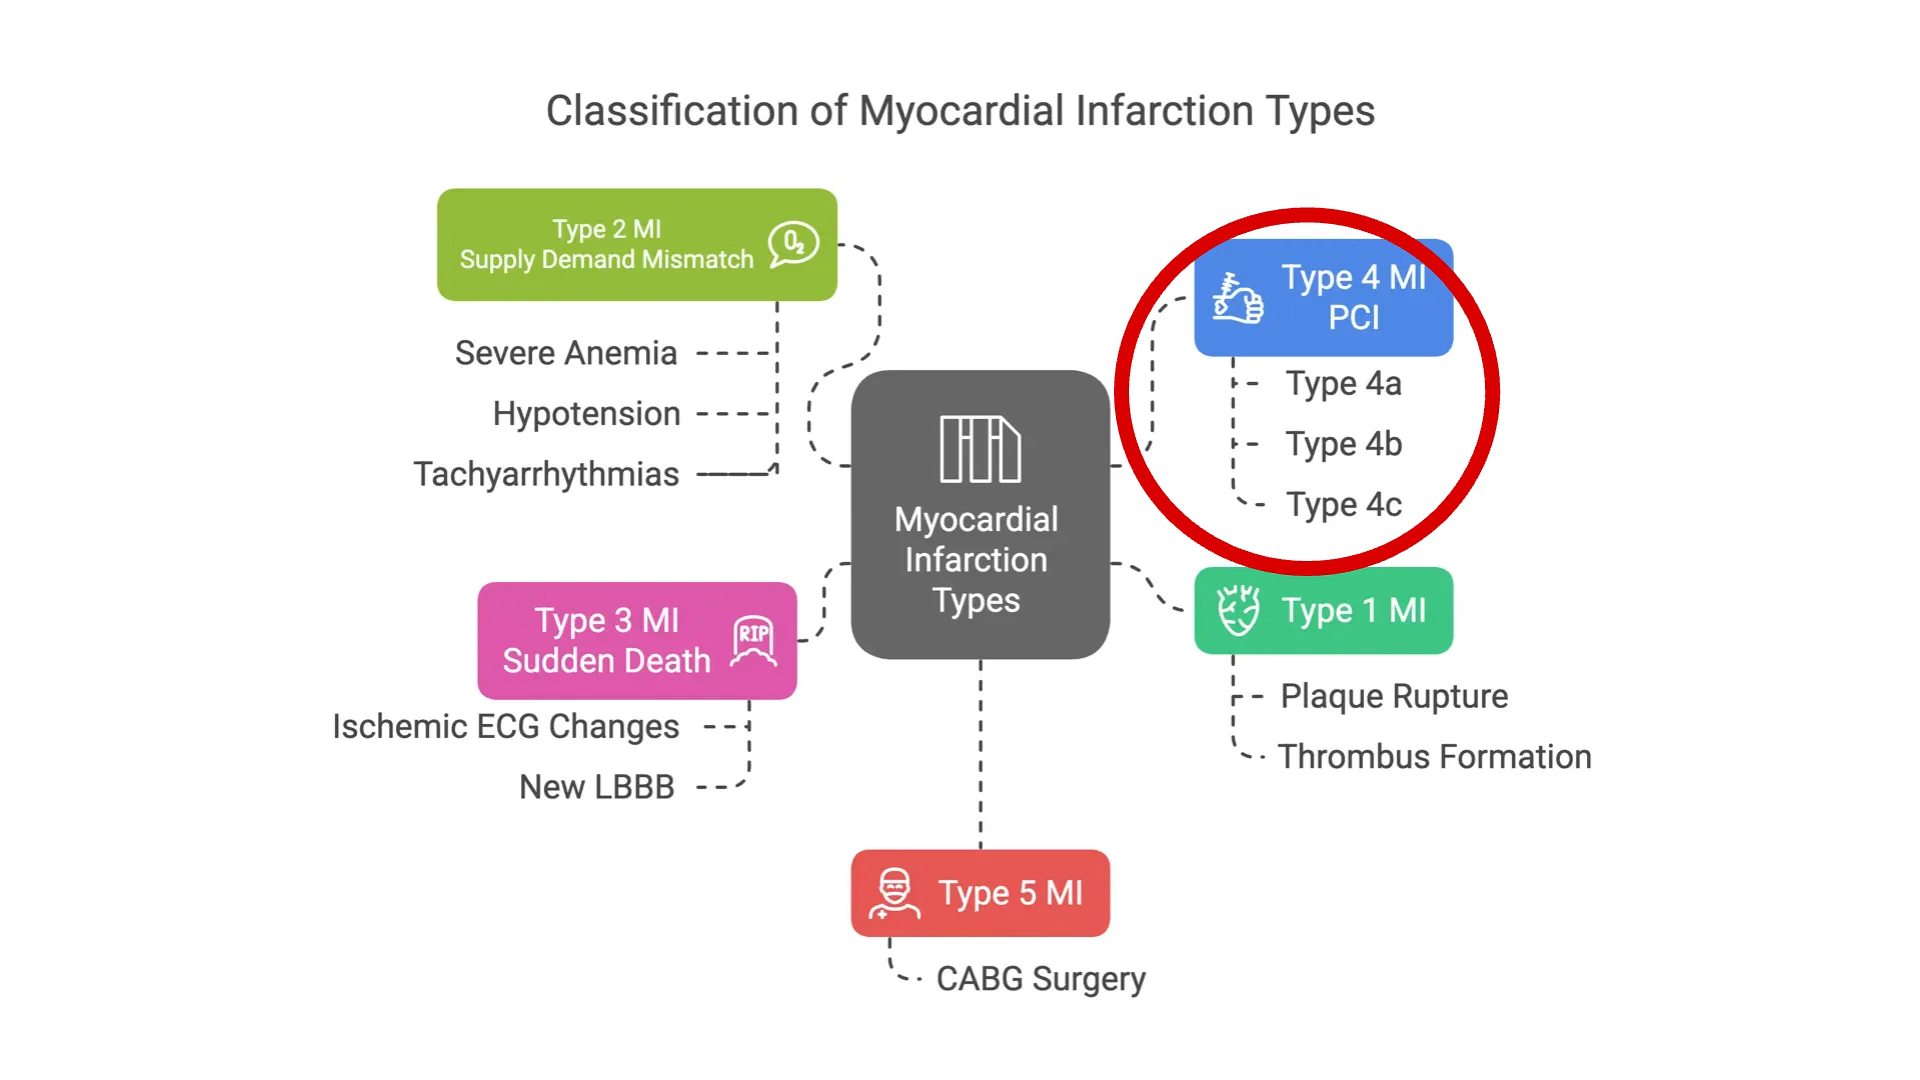 Classification of Myocardial Infarction Types
Type 2 MI
Supply Demand Mismatch
O₂
Severe Anemia
Hypotension
Tachyarrhythmias
Type 3 MI
Sudden Death
RIP
Ischemic ECG Changes
New LBBB
Myocardial
Infarction
Types
Type 4 MI
PCI
Type 4a
Type 4b
Type 4c
Type 1 MI
Plaque Rupture
Thrombus Formation
Type 5 MI
CABG Surgery